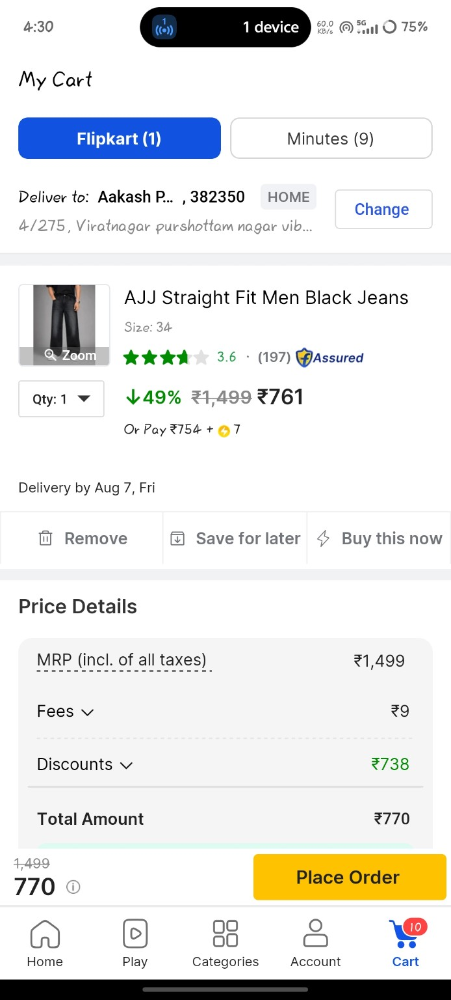 4:30
1
1 device
60.0 KB/s
5G
75%
My Cart
Flipkart (1)
Minutes (9)
Deliver to: Aakash P... , 382350 HOME
4/275, Viratnagar purshottam nagar vib...
Change
AJJ Straight Fit Men Black Jeans
Size: 34
Zoom
3.6 · (197) f Assured
Qty: 1
↓49% ₹1,499 ₹761
Or Pay ₹754 + 7
Delivery by Aug 7, Fri
Remove
Save for later
Buy this now
Price Details
MRP (incl. of all taxes) ₹1,499
Fees ₹9
Discounts ₹738
Total Amount ₹770
1,499
770
Place Order
10
Home
Play
Categories
Account
Cart